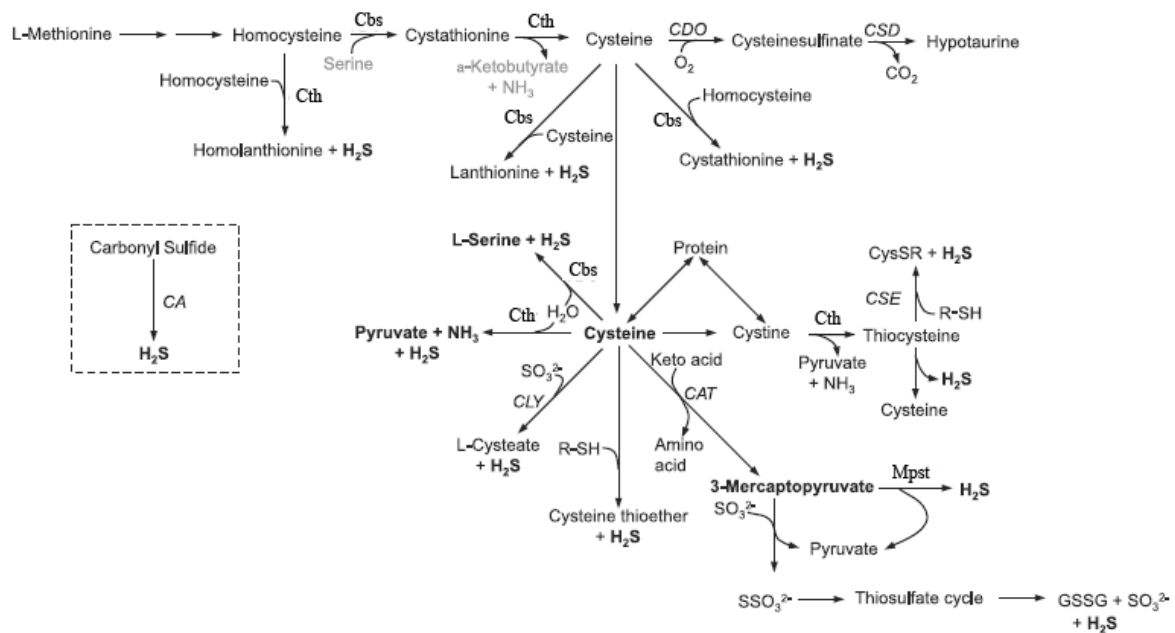 L-Methionine
Homocysteine
Cbs
Serine
Cystathionine
Cth
a-Ketobutyrate
+ NH₃
Cysteine
CDO
O₂
Cysteinesulfinate
CSD
CO₂
Hypotaurine
Homocysteine
Cth
Homolanthionine + H₂S
Cbs
Cysteine
Lanthionine + H₂S
Homocysteine
Cbs
Cystathionine + H₂S
Carbonyl Sulfide
CA
H₂S
L-Serine + H₂S
Cbs
H₂O
Cth
Pyruvate + NH₃
+ H₂S
Cysteine
Protein
Cystine
Cth
Pyruvate
+ NH₃
Thiocysteine
CysSR + H₂S
CSE
R-SH
H₂S
Cysteine
SO₃²⁻
CLY
L-Cysteate
+ H₂S
R-SH
Cysteine thioether
+ H₂S
Keto acid
CAT
Amino
acid
3-Mercaptopyruvate
Mpst
H₂S
SO₃²⁻
Pyruvate
SSO₃²⁻
Thiosulfate cycle
GSSG + SO₃²⁻
+ H₂S